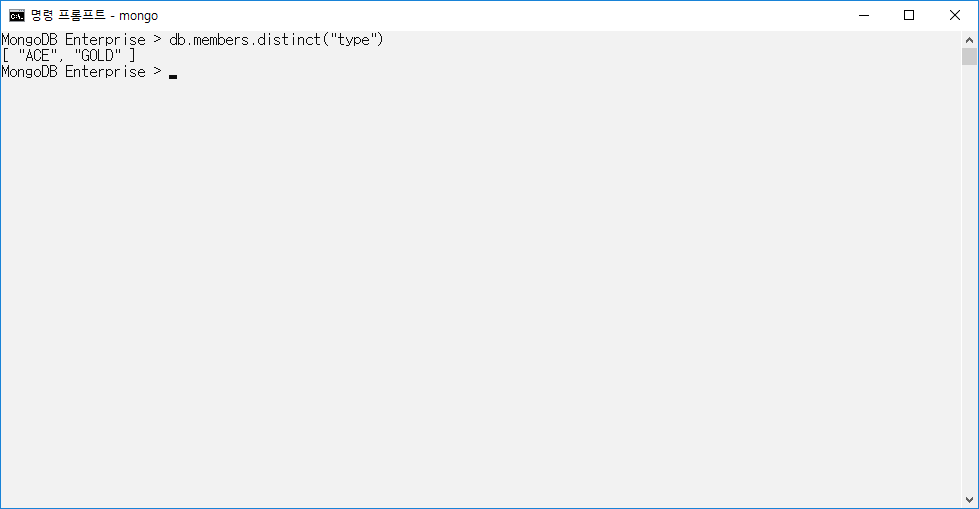 명령 프롬프트 - mongo
MongoDB Enterprise > db.members.distinct("type")
[ "ACE", "GOLD" ]
MongoDB Enterprise >